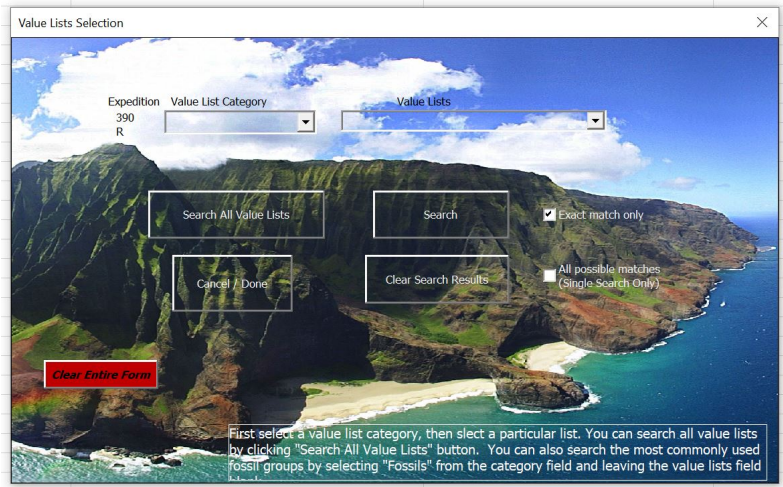 Value Lists Selection
Expedition Value List Category Value Lists
390
R
Search All Value Lists Search Exact match only
Cancel / Done Clear Search Results All possible matches
(Single Search Only)
Clear Entire Form
First select a value list category, then slect a particular list. You can search all value lists
by clicking "Search All Value Lists" button. You can also search the most commonly used
fossil groups by selecting "Fossils" from the category field and leaving the value lists field